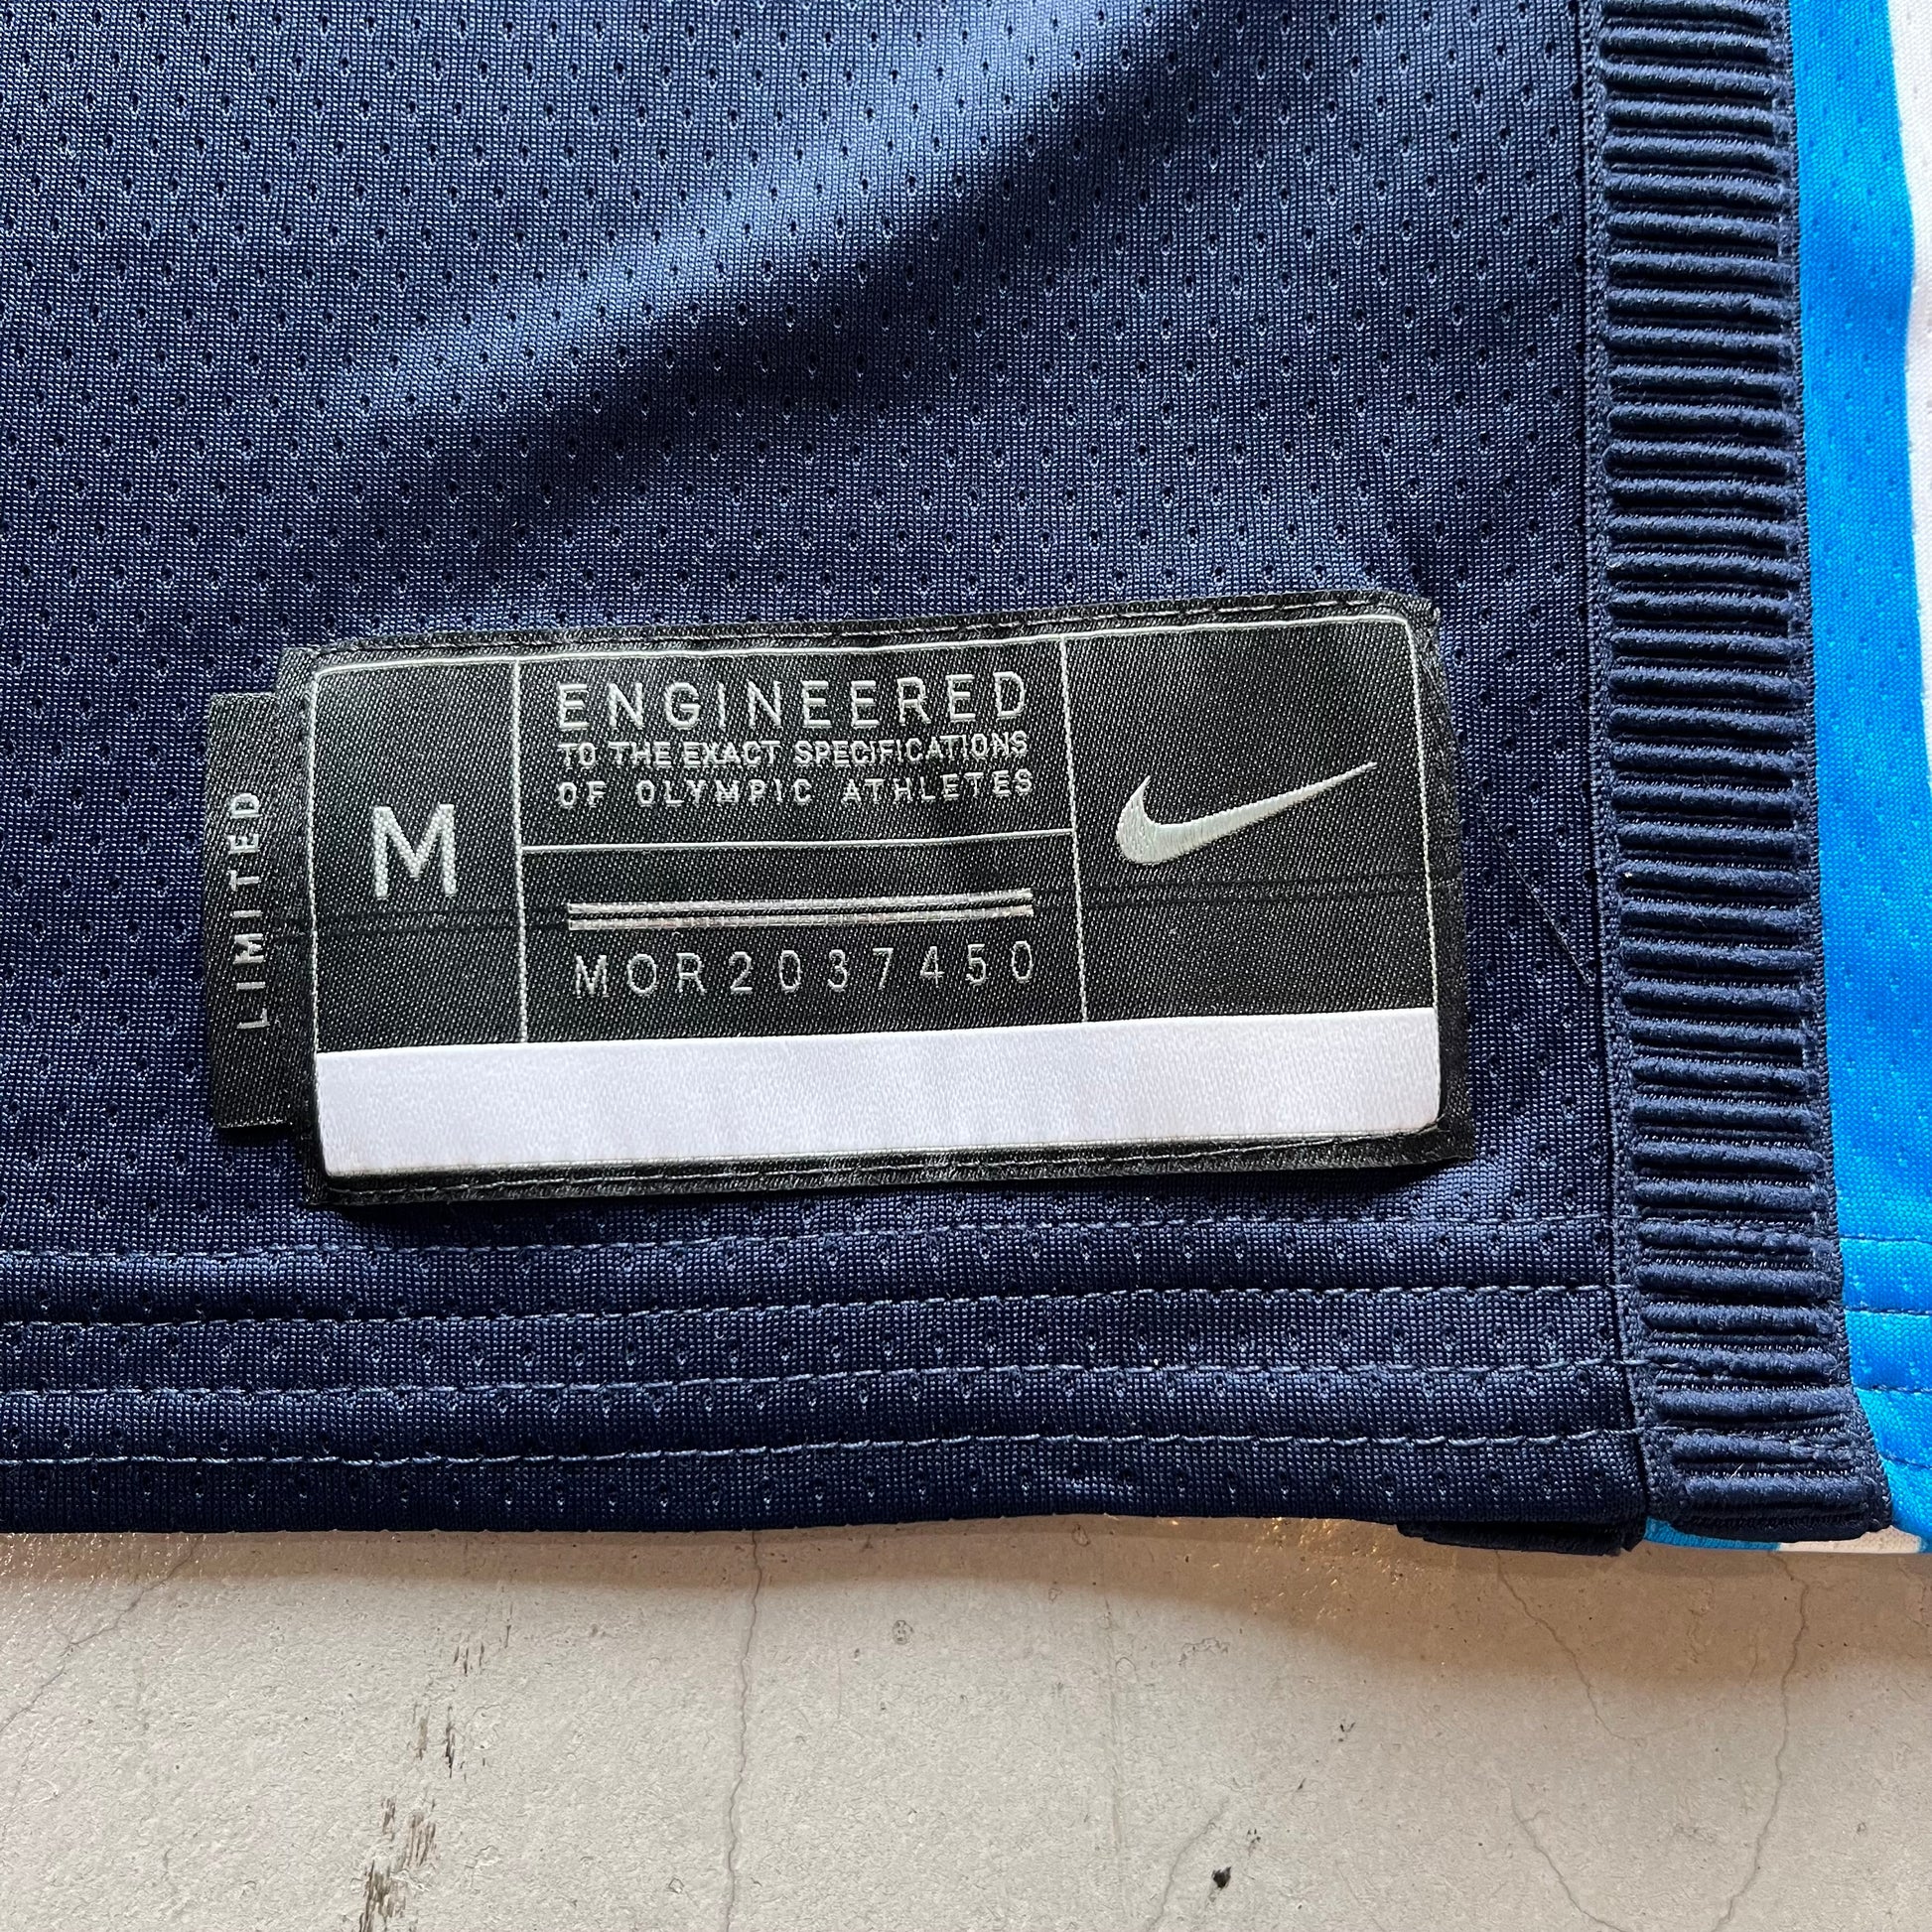 LIMITED
M
ENGINEERED
TO THE EXACT SPECIFICATIONS
OF OLYMPIC ATHLETES
MOR2037450